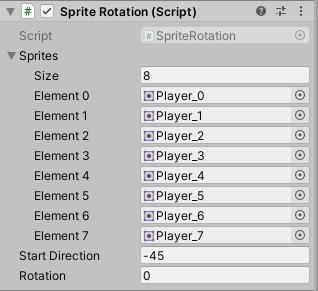 Sprite Rotation (Script)
Script SpriteRotation
Sprites
Size 8
Element 0 Player_0
Element 1 Player_1
Element 2 Player_2
Element 3 Player_3
Element 4 Player_4
Element 5 Player_5
Element 6 Player_6
Element 7 Player_7
Start Direction -45
Rotation 0